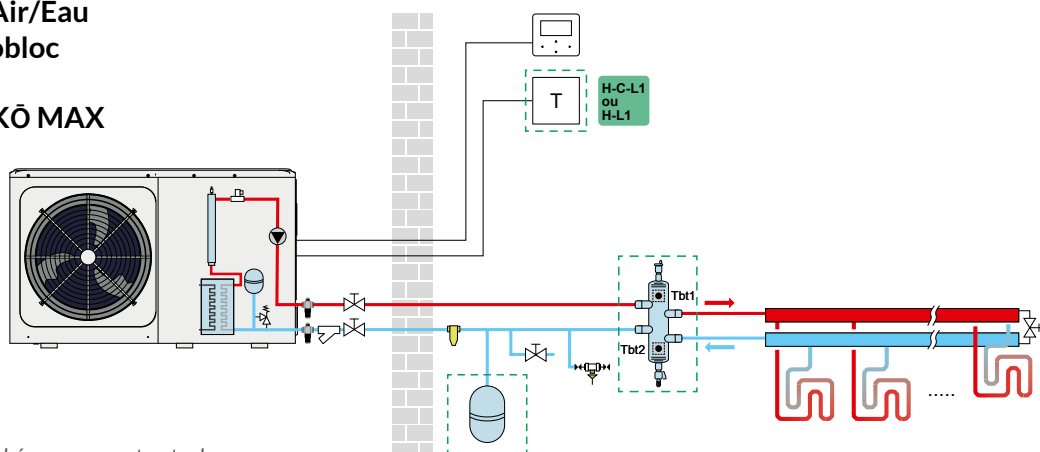 Air/Eau
obloc
KŌ MAX
T
H-C-L1
ou
H-L1
Tbt1
Tbt2
.....